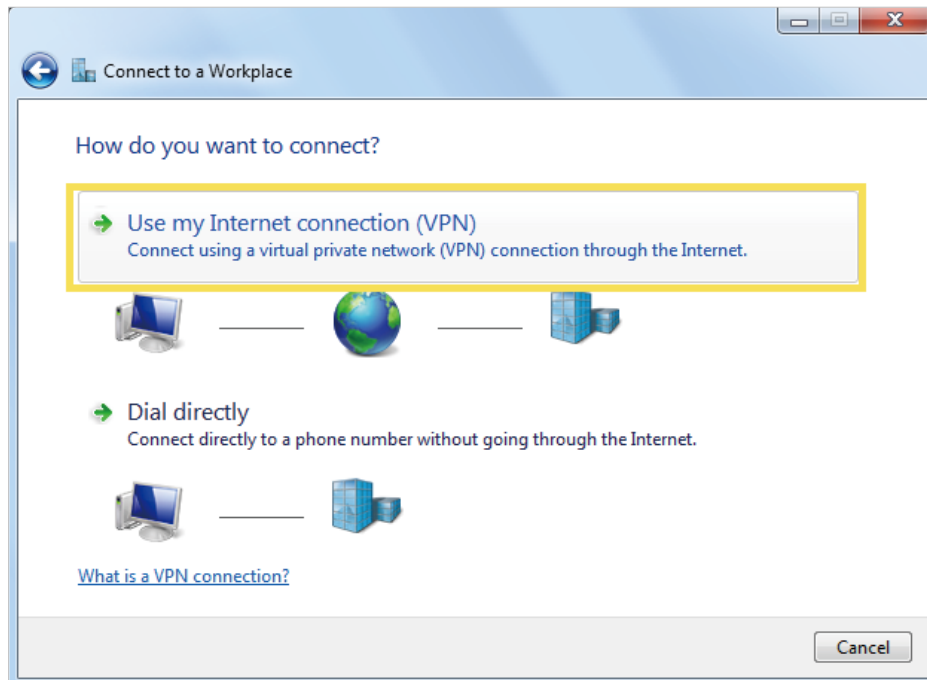 Connect to a Workplace
How do you want to connect?
Use my Internet connection (VPN)
Connect using a virtual private network (VPN) connection through the Internet.
Dial directly
Connect directly to a phone number without going through the Internet.
What is a VPN connection?
Cancel